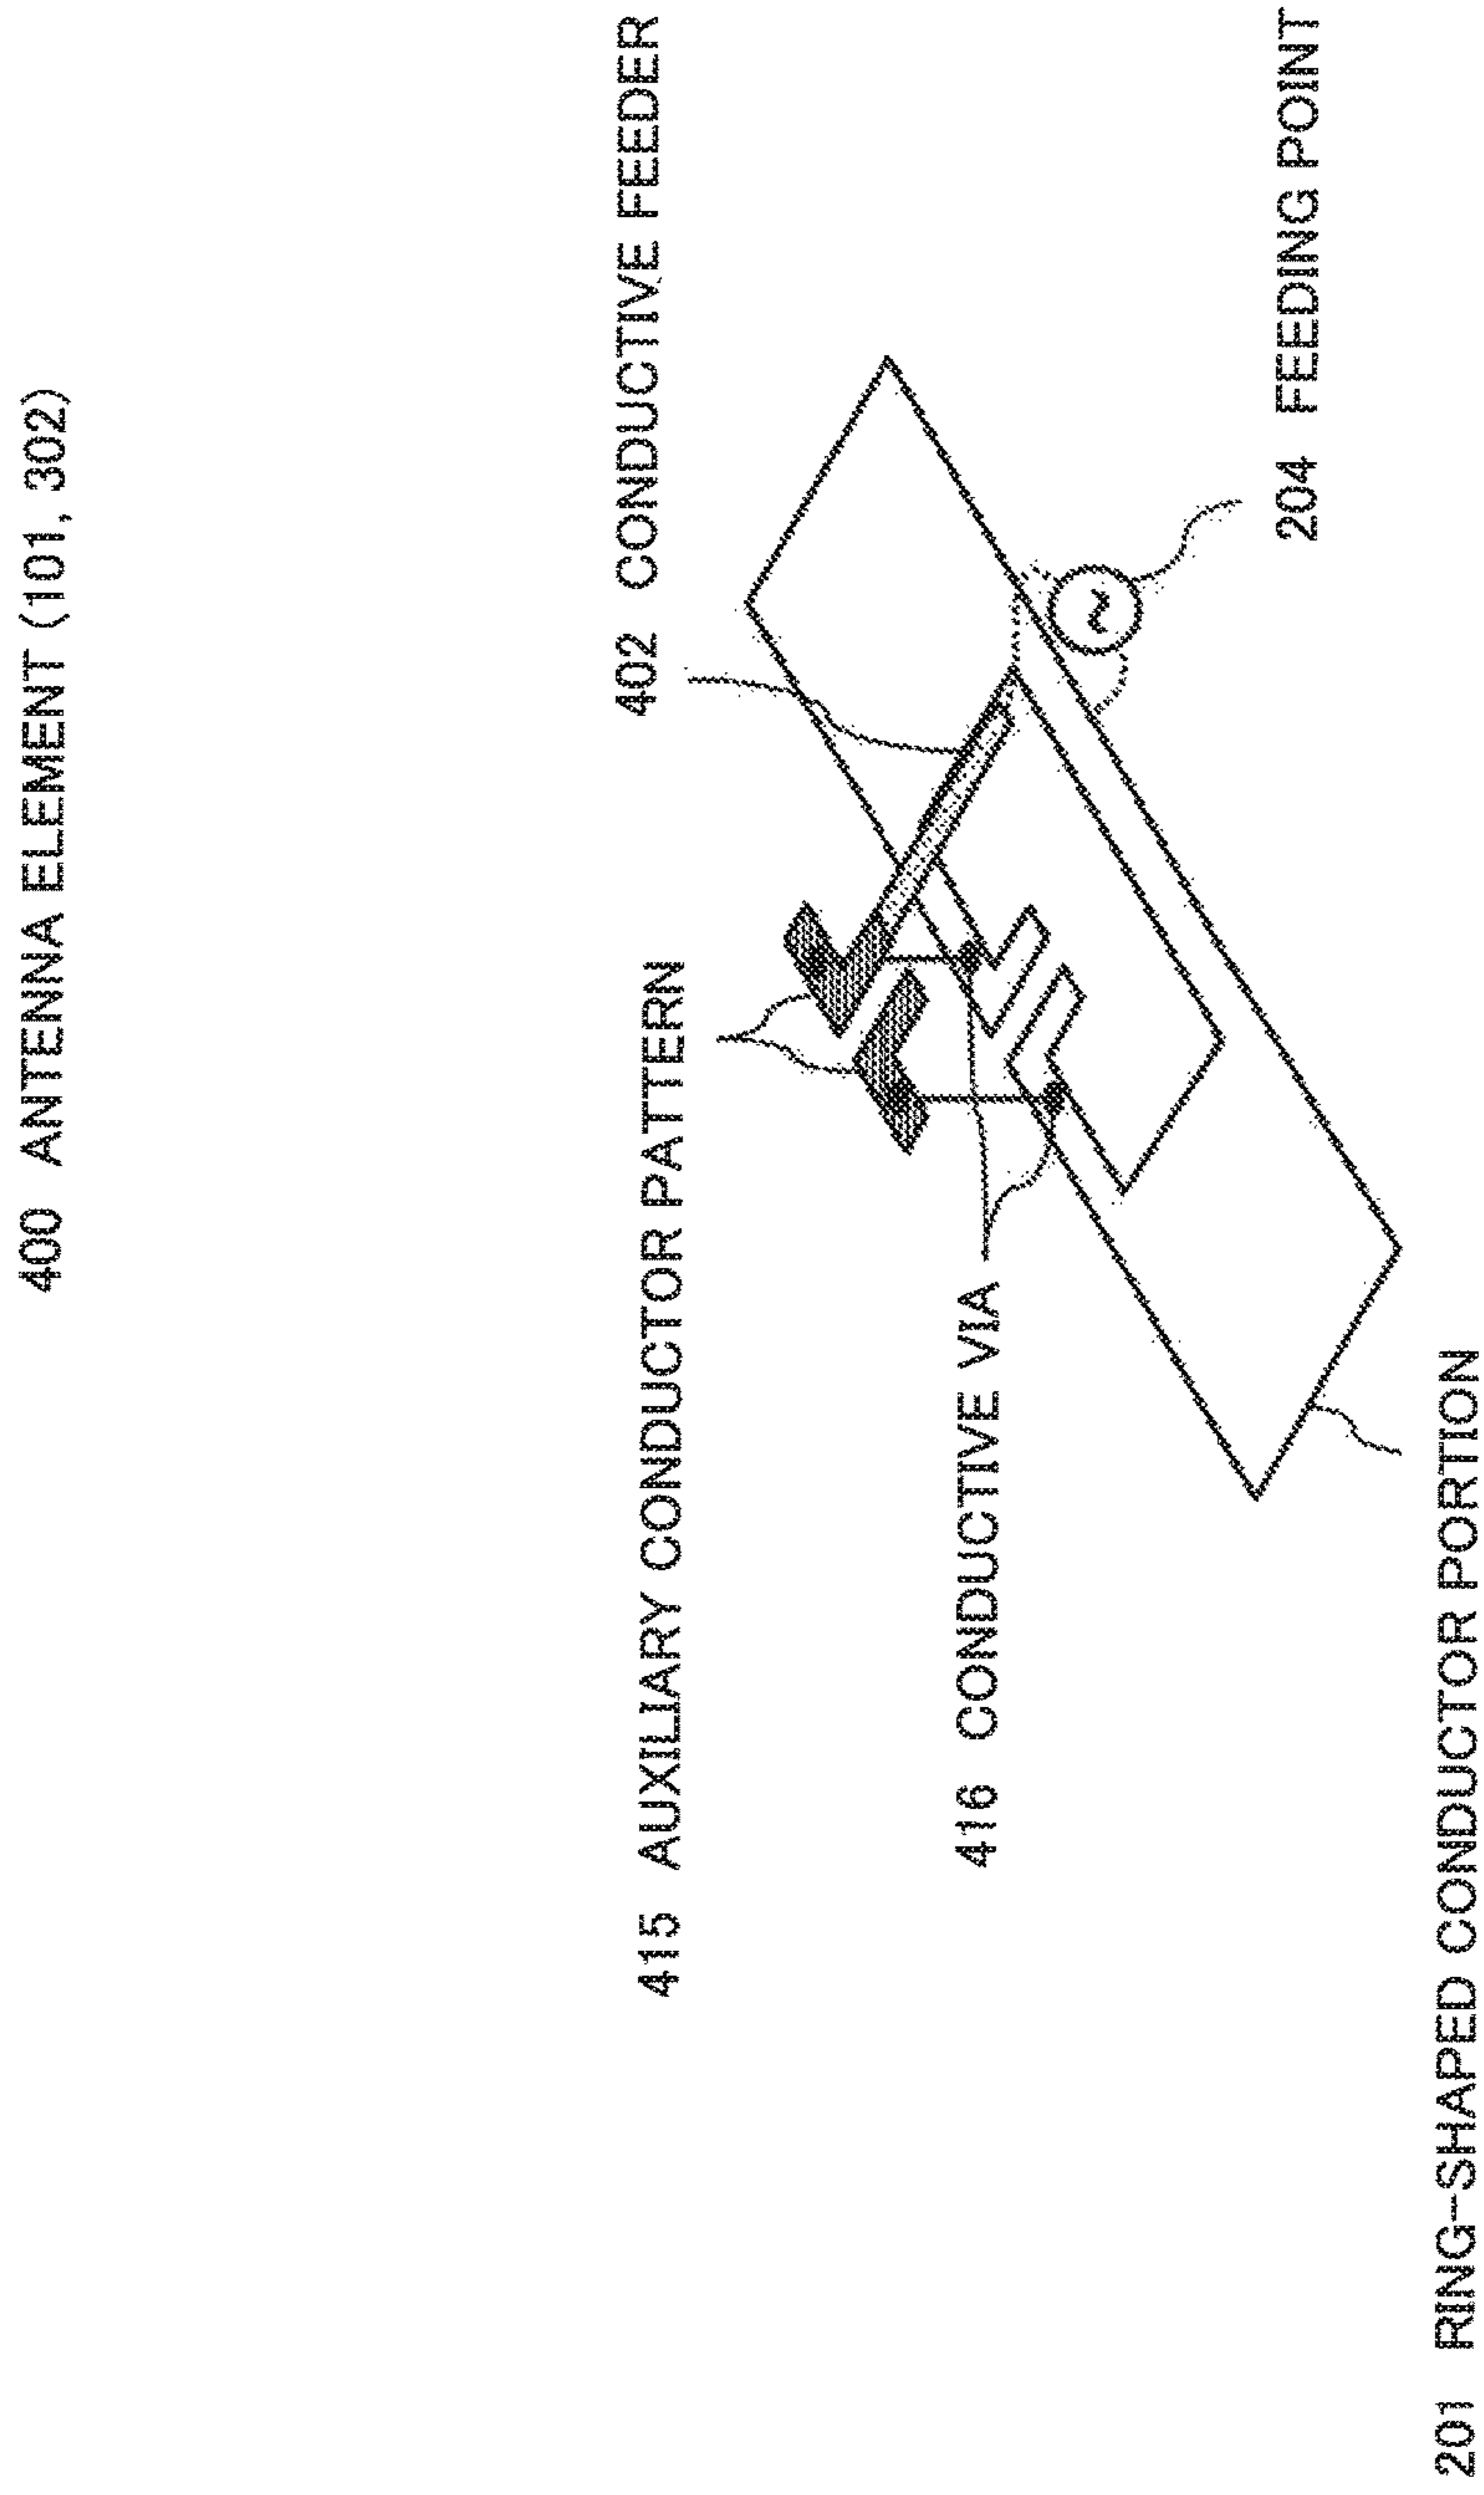 400 ANTENNA ELEMENT (101, 302)
402 CONDUCTIVE FEEDER
415 AUXILIARY CONDUCTOR PATTERN
416 CONDUCTIVE VIA
~
204 FEEDING POINT
201 RING-SHAPED CONDUCTOR PORTION